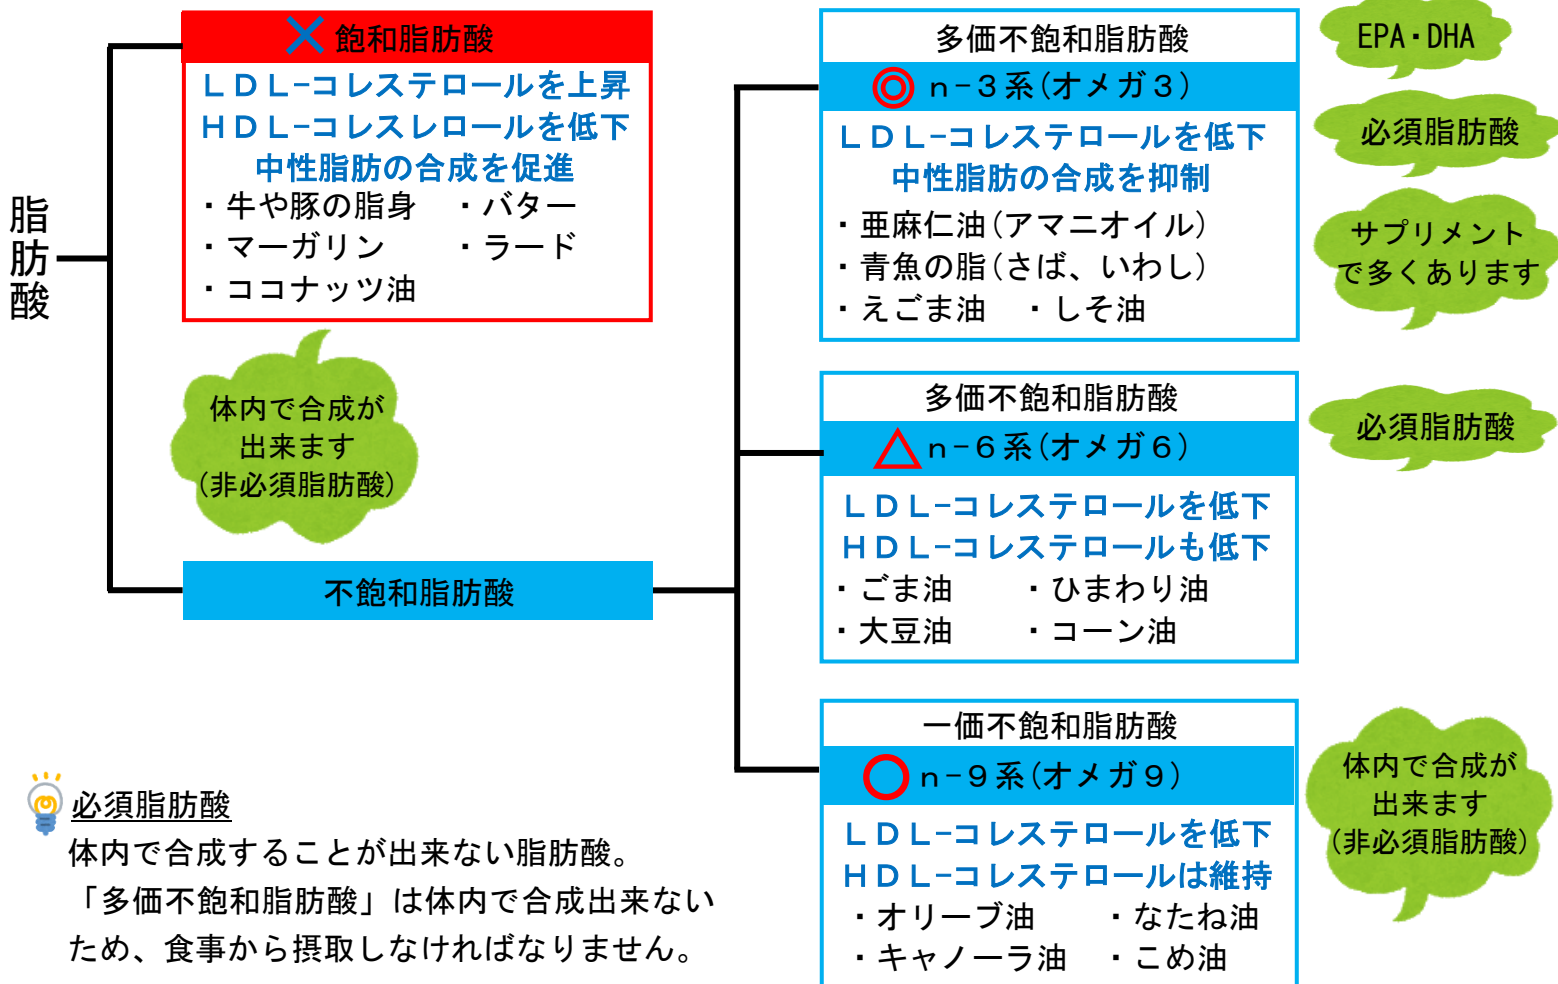 脂肪酸
飽和脂肪酸
ＬＤＬ-コレステロールを上昇
ＨＤＬ-コレスレロールを低下
中性脂肪の合成を促進
・牛や豚の脂身　・バター
・マーガリン　　・ラード
・ココナッツ油
体内で合成が
出来ます
(非必須脂肪酸)
不飽和脂肪酸
多価不飽和脂肪酸
◎ ｎ-３系(オメガ３)
ＬＤＬ-コレステロールを低下
中性脂肪の合成を抑制
・亜麻仁油(アマニオイル)
・青魚の脂(さば、いわし)
・えごま油　・しそ油
EPA・DHA
必須脂肪酸
サプリメント
で多くあります
多価不飽和脂肪酸
△ ｎ-６系(オメガ６)
ＬＤＬ-コレステロールを低下
ＨＤＬ-コレステロールも低下
・ごま油　　・ひまわり油
・大豆油　　・コーン油
必須脂肪酸
一価不飽和脂肪酸
○ ｎ-９系(オメガ９)
ＬＤＬ-コレステロールを低下
ＨＤＬ-コレステロールは維持
・オリーブ油　　・なたね油
・キャノーラ油　・こめ油
体内で合成が
出来ます
(非必須脂肪酸)
必須脂肪酸
体内で合成することが出来ない脂肪酸。
「多価不飽和脂肪酸」は体内で合成出来ない
ため、食事から摂取しなければなりません。